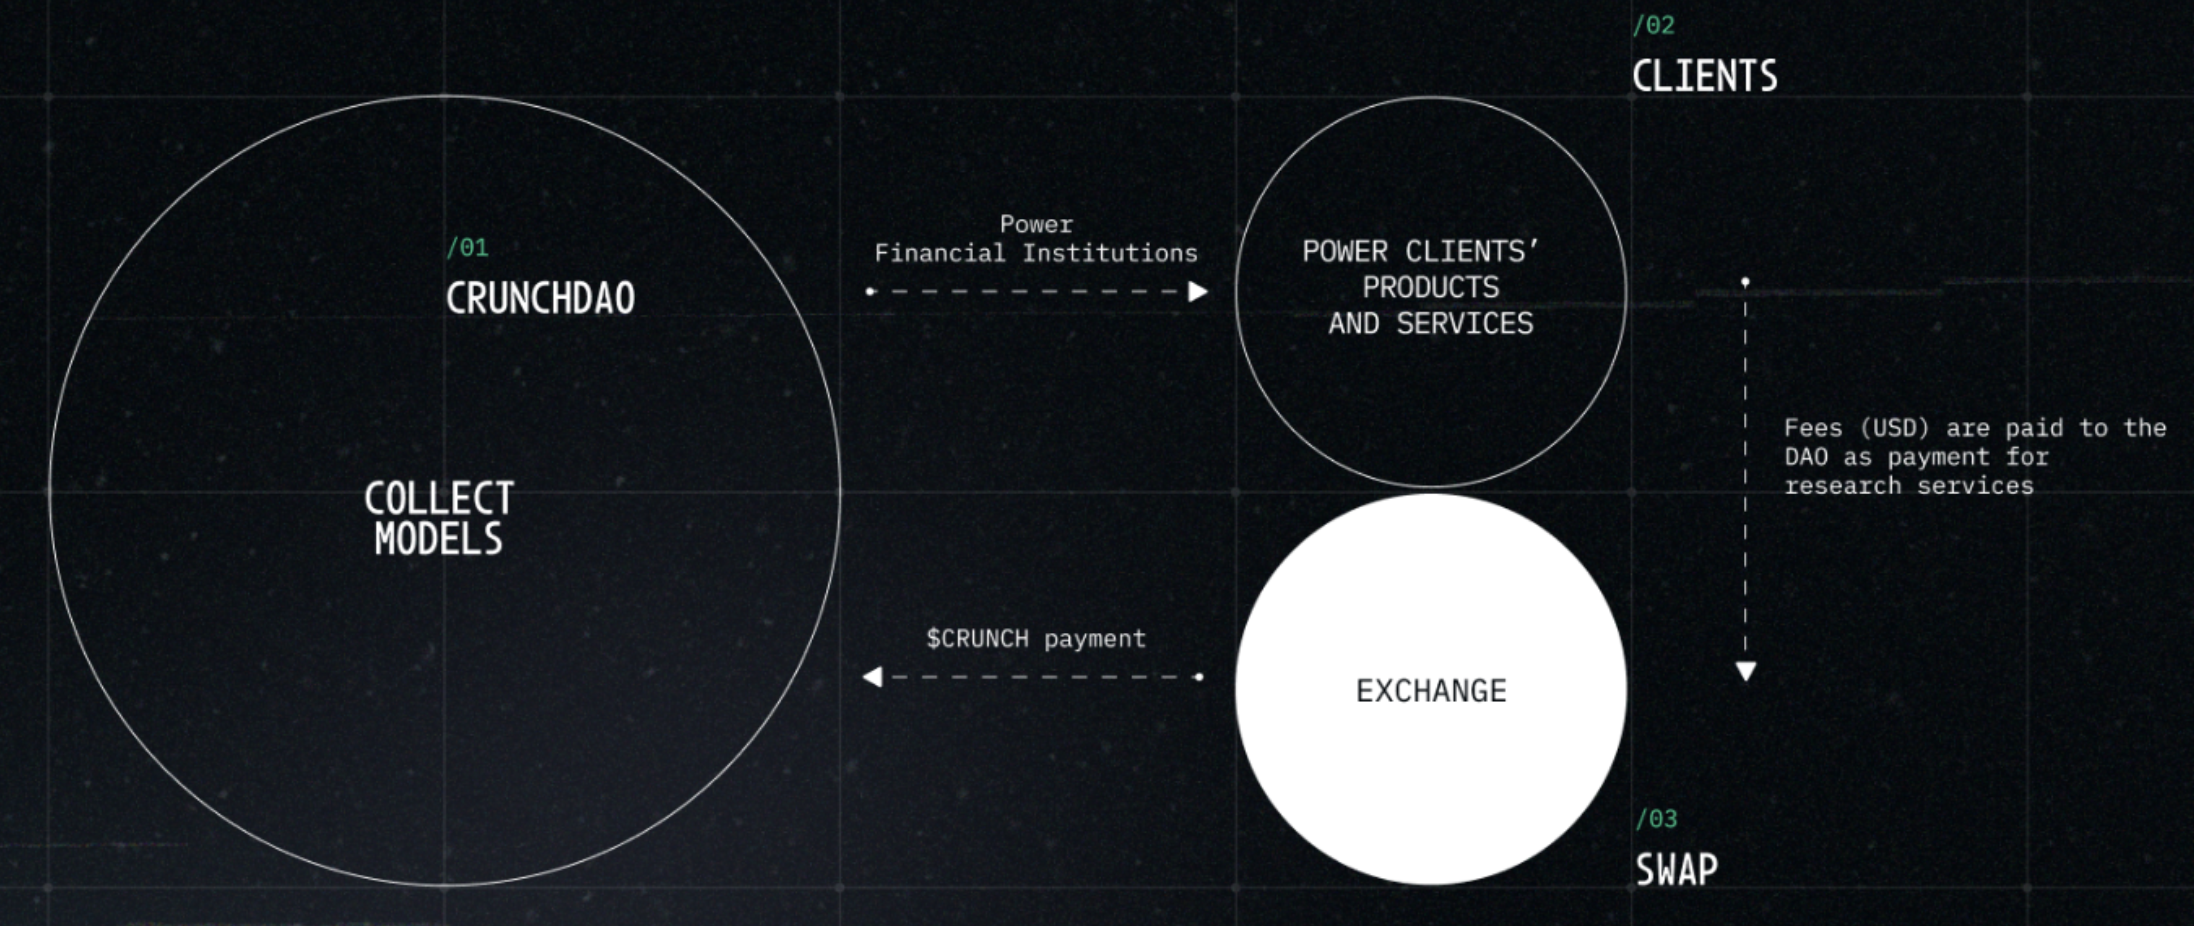 /01
CRUNCHDAO
COLLECT
MODELS
Power
Financial Institutions
/02
CLIENTS
POWER CLIENTS’
PRODUCTS
AND SERVICES
Fees (USD) are paid to the
DAO as payment for
research services
$CRUNCH payment
EXCHANGE
/03
SWAP